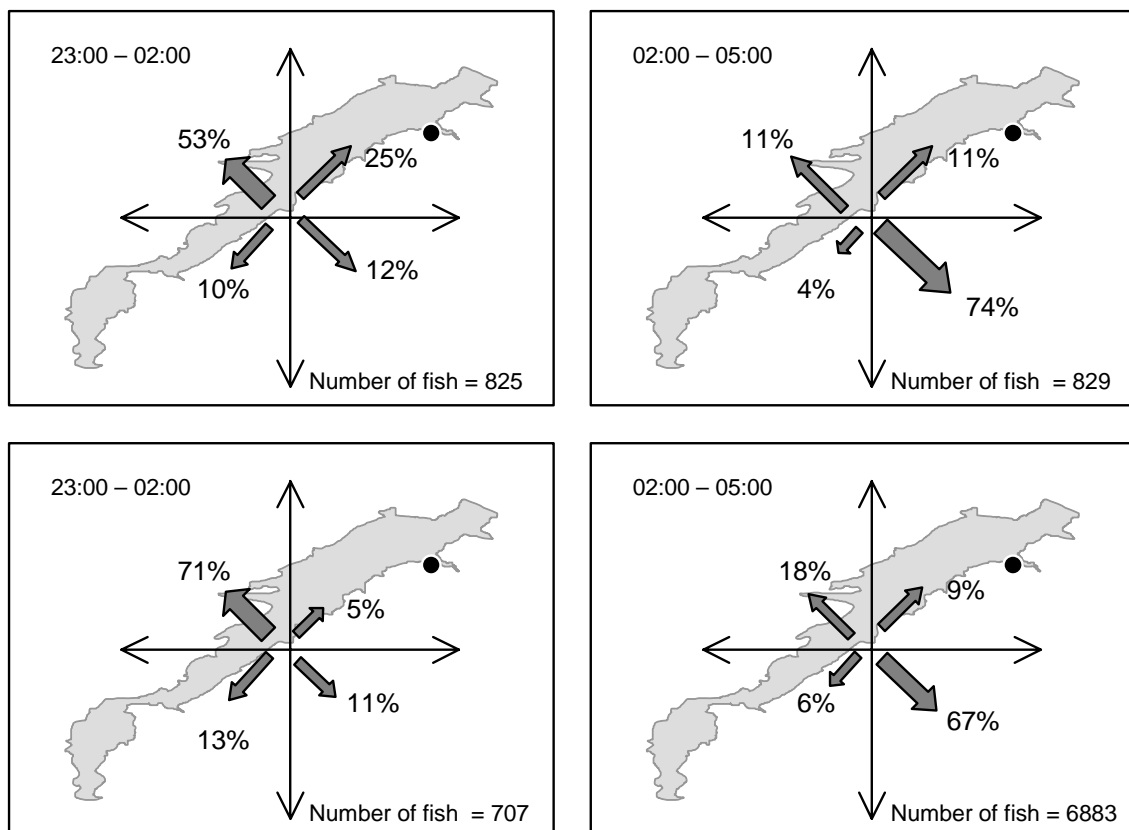 23:00 – 02:00
53%
25%
10%
12%
Number of fish = 825
02:00 – 05:00
11%
11%
4%
74%
Number of fish = 829
23:00 – 02:00
71%
5%
13%
11%
Number of fish = 707
02:00 – 05:00
18%
9%
6%
67%
Number of fish = 6883